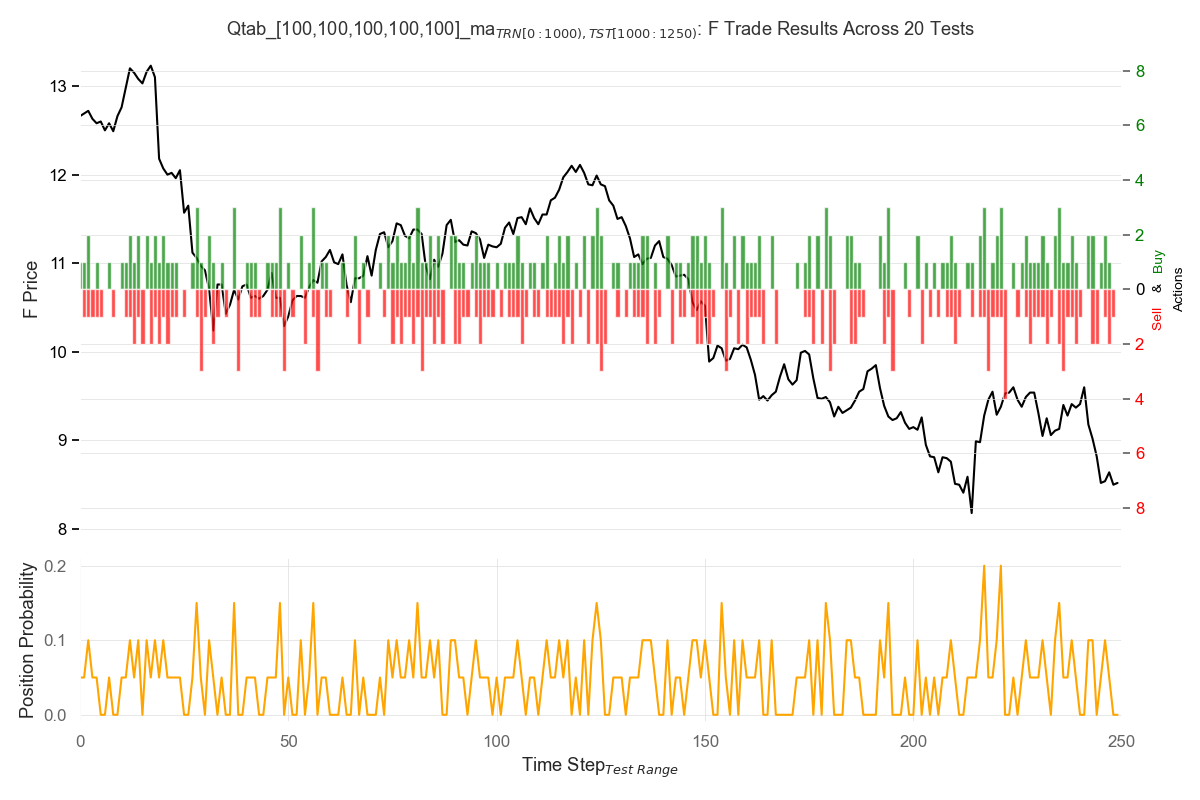 Qtab_[100,100,100,100,100]_ma_TRN[0:1000),TST[1000:1250): F Trade Results Across 20 Tests
F Price
13
12
11
10
9
8
8
6
4
2
0
2
4
6
8
Sell & Buy
Actions
Position Probability
0.2
0.1
0.0
0 50 100 150 200 250
Time Step Test Range